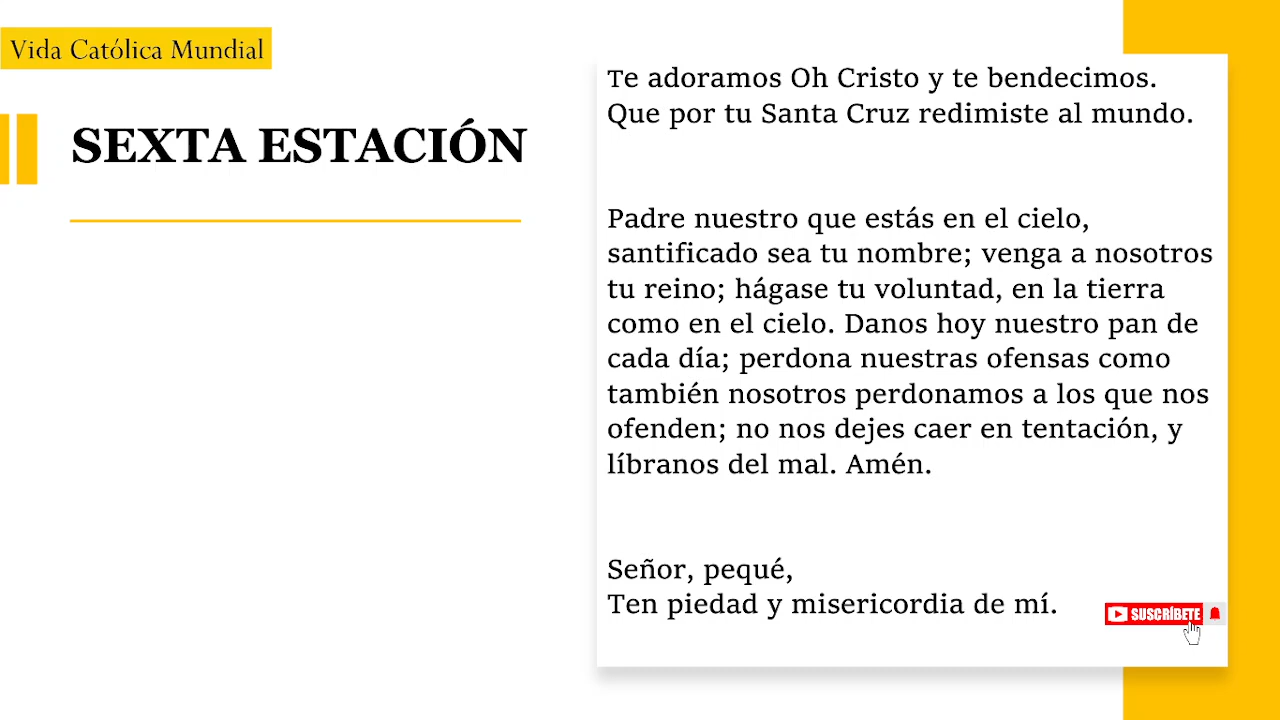 Vida Católica Mundial
SEXTA ESTACIÓN
Te adoramos Oh Cristo y te bendecimos.
Que por tu Santa Cruz redimiste al mundo.
Padre nuestro que estás en el cielo,
santificado sea tu nombre; venga a nosotros
tu reino; hágase tu voluntad, en la tierra
como en el cielo. Danos hoy nuestro pan de
cada día; perdona nuestras ofensas como
también nosotros perdonamos a los que nos
ofenden; no nos dejes caer en tentación, y
líbranos del mal. Amén.
Señor, pequé,
Ten piedad y misericordia de mí.
SUSCRÍBETE